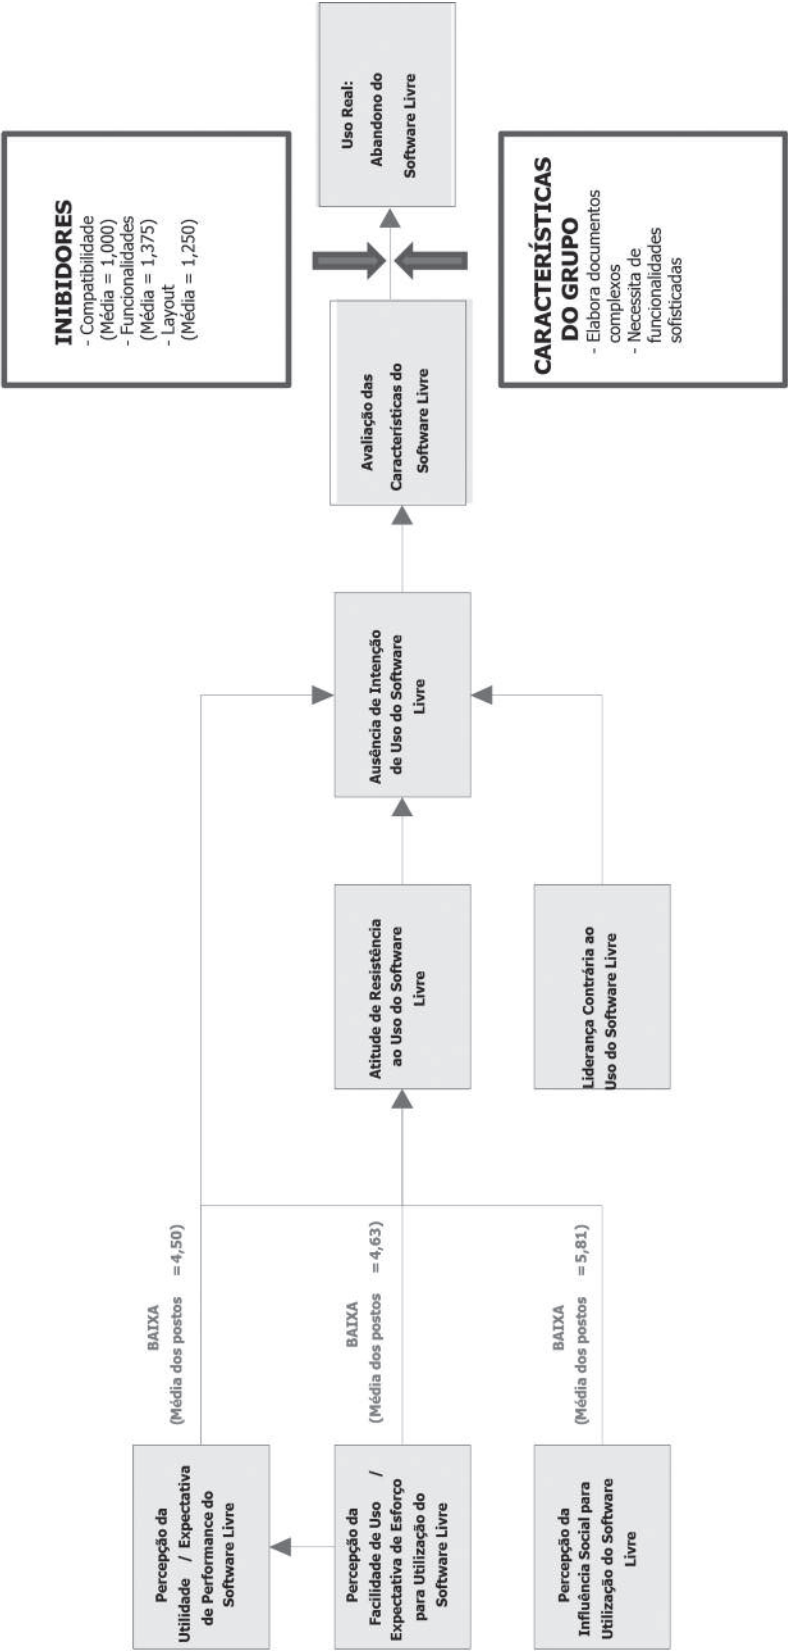 Percepção da
Utilidade / Expectativa
de Performance do
Software Livre
BAIXA
(Média dos postos = 4,50)
Percepção da
Facilidade de Uso /
Expectativa de Esforço
para Utilização do
Software Livre
BAIXA
(Média dos postos = 4,63)
Percepção da
Influência Social para
Utilização do Software
Livre
BAIXA
(Média dos postos = 5,81)
Atitude de Resistência
ao Uso do Software
Livre
Liderança Contrária ao
Uso do Software Livre
Ausência de Intenção
de Uso do Software
Livre
Avaliação das
Características do
Software Livre
INIBIDORES
- Compatibilidade
(Média = 1,000)
- Funcionalidades
(Média = 1,375)
- Layout
(Média = 1,250)
CARACTERÍSTICAS
DO GRUPO
- Elabora documentos
complexos
- Necessita de
funcionalidades
sofisticadas
Uso Real:
Abandono do
Software Livre